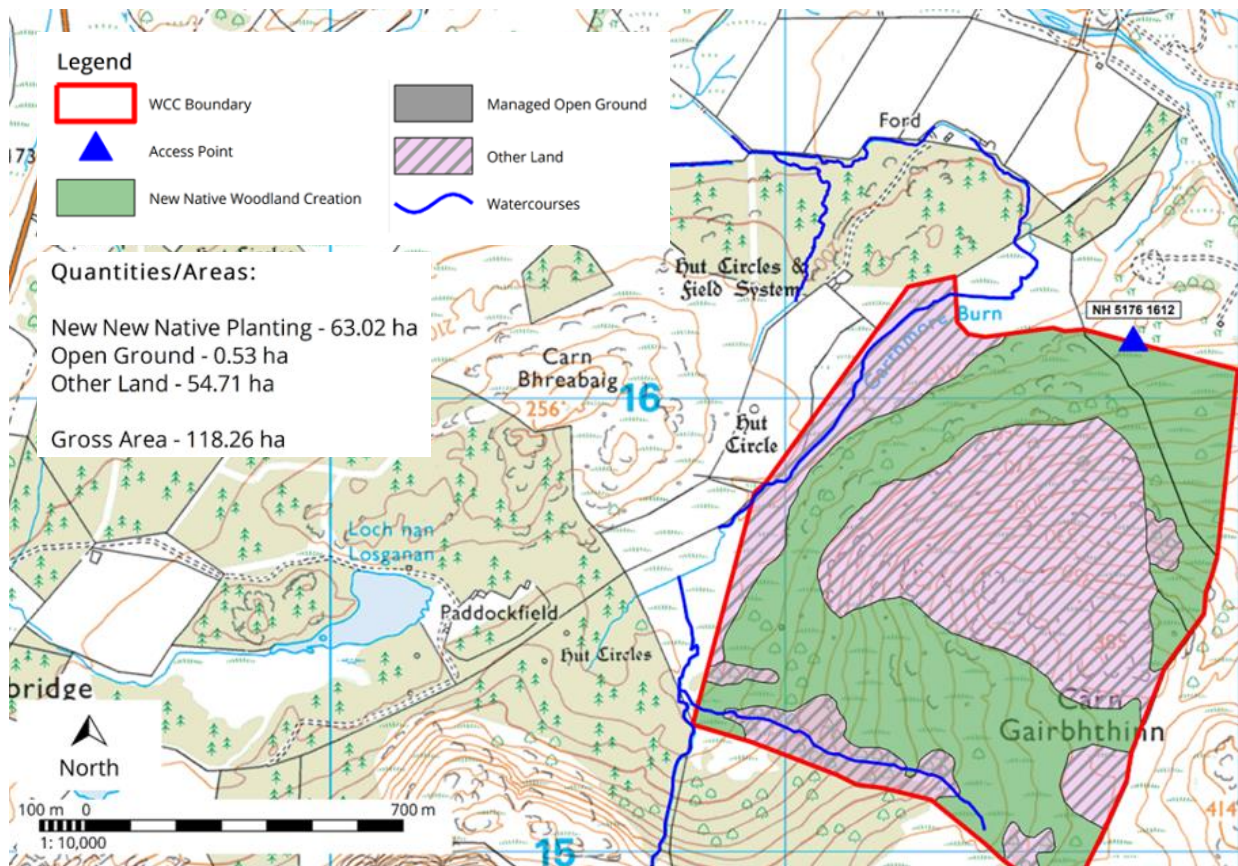 Legend
WCC Boundary
Access Point
New Native Woodland Creation
Managed Open Ground
Other Land
Watercourses
173
Quantities/Areas:
New New Native Planting - 63.02 ha
Open Ground - 0.53 ha
Other Land - 54.71 ha
Gross Area - 118.26 ha
Ford
Hut Circles &
Field System
Carnmore Burn
NH 5176 1612
Carn
Bhreabaig
256
16
Hut
Circle
Loch nan
Losganan
Paddockfield
Hut Circles
bridge
Carn
Gairbhthinn
414
North
100 m 0 700 m
1: 10,000
15